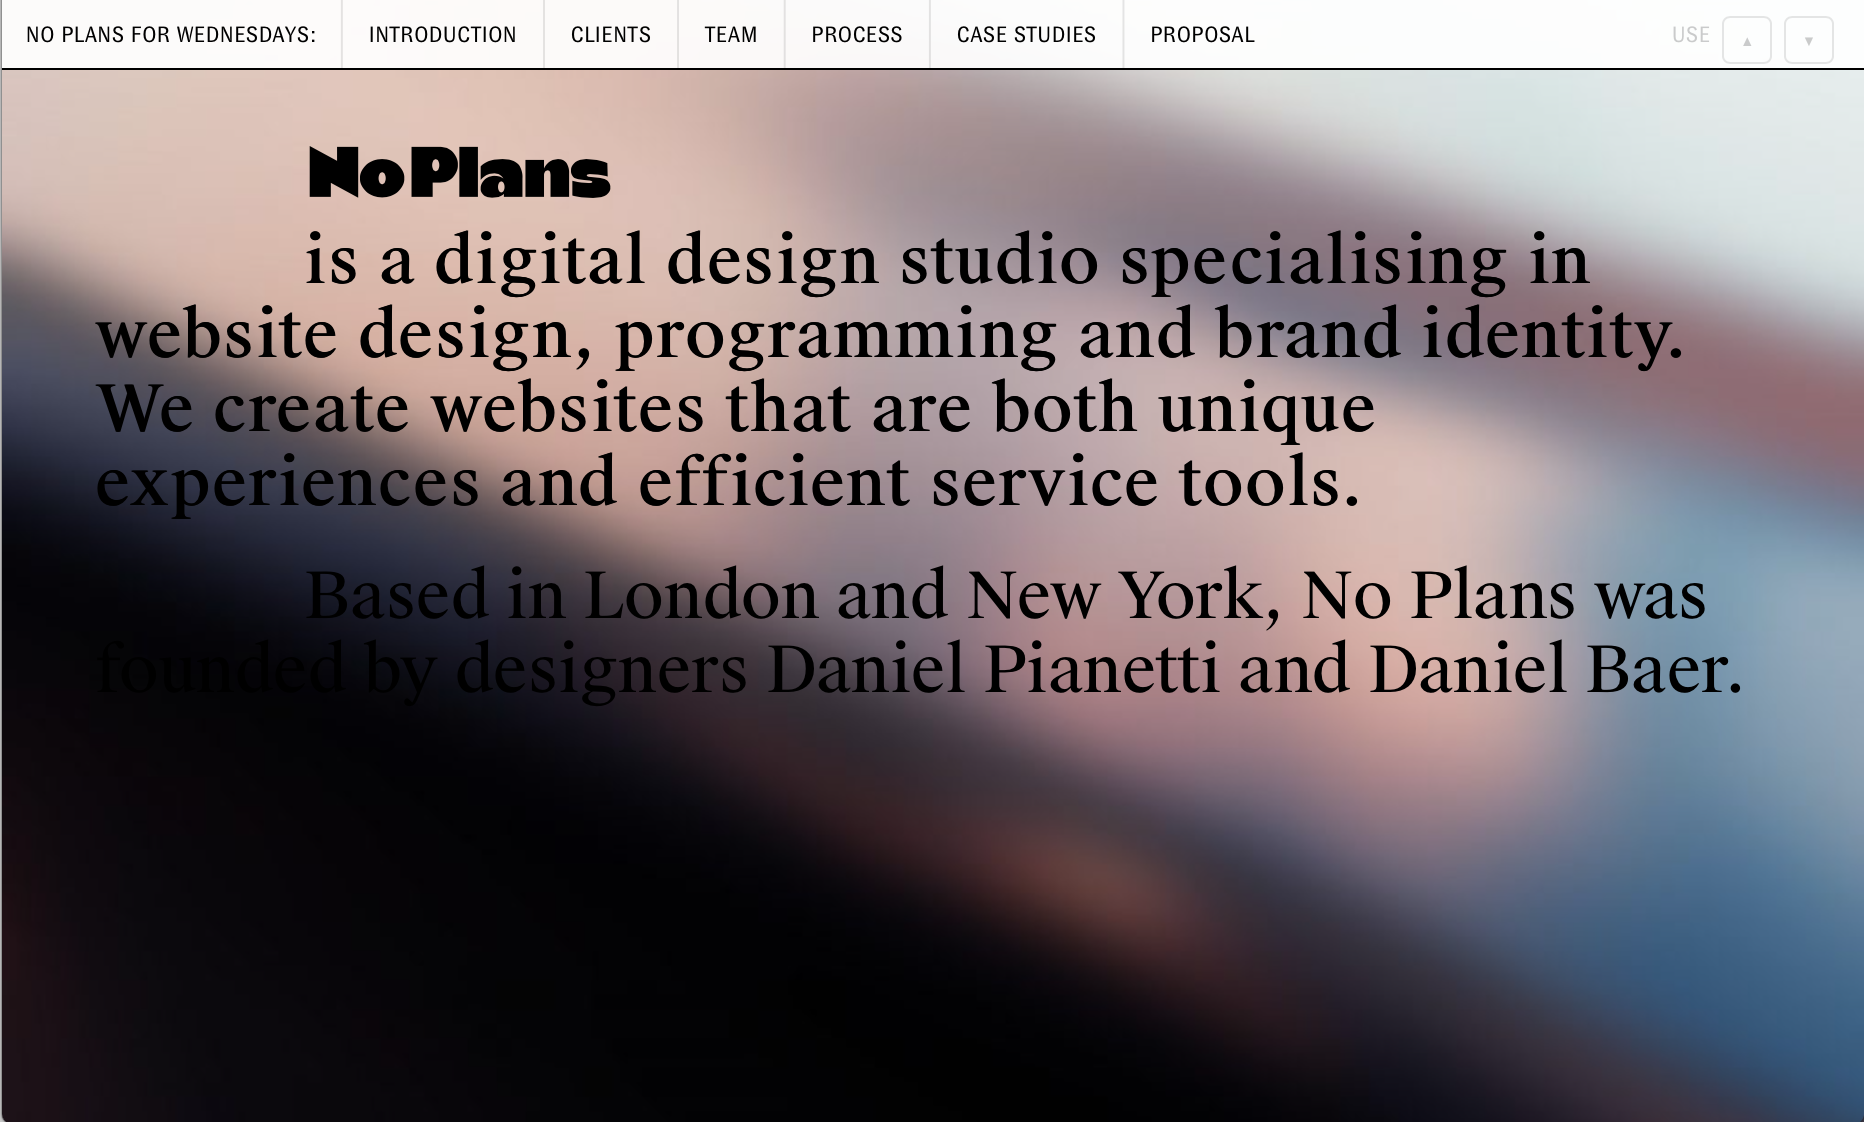 NO PLANS FOR WEDNESDAYS: INTRODUCTION CLIENTS TEAM PROCESS CASE STUDIES PROPOSAL USE ▲ ▼
No Plans
is a digital design studio specialising in
website design, programming and brand identity.
We create websites that are both unique
experiences and efficient service tools.
Based in London and New York, No Plans was
founded by designers Daniel Pianetti and Daniel Baer.